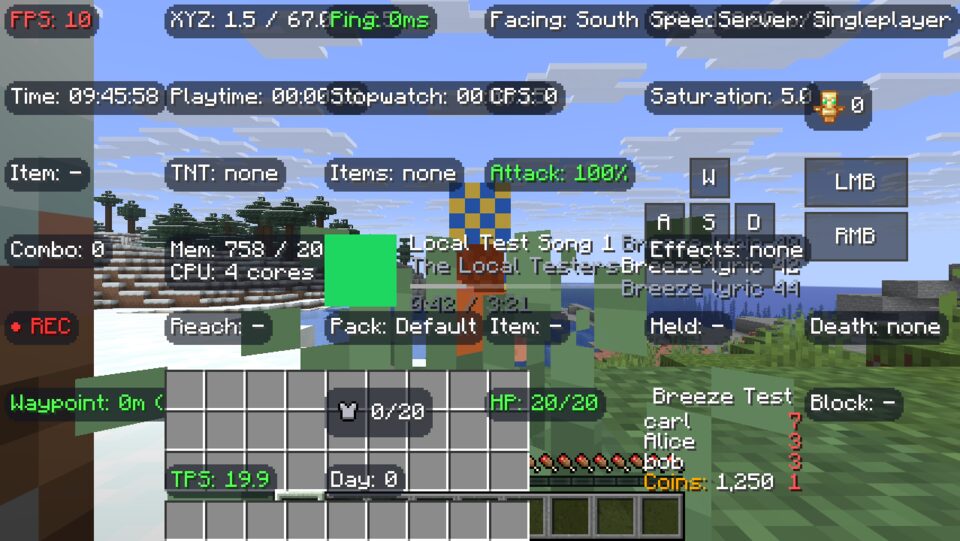 FPS: 10
XYZ: 1.5 / 67.0
Ping: 0ms
Facing: South
Speed
Server: Singleplayer
Time: 09:45:58
Playtime: 00:00
Stopwatch: 00
CPS: 0
Saturation: 5.0
0
Item: -
TNT: none
Items: none
Attack: 100%
W
LMB
A S D
RMB
Combo: 0
Mem: 758 / 20
CPU: 4 cores
Local Test Song 1
The Local Testers
0:42 / 3:21
Effects: none
Breeze lyric
Breeze lyric 44
• REC
Reach: -
Pack: Default
Item: -
Held: -
Death: none
Waypoint: 0m (
0/20
HP: 20/20
Breeze Test
carl 7
Alice 3
bob 3
Coins: 1,250 1
Block: -
TPS: 19.9
Day: 0